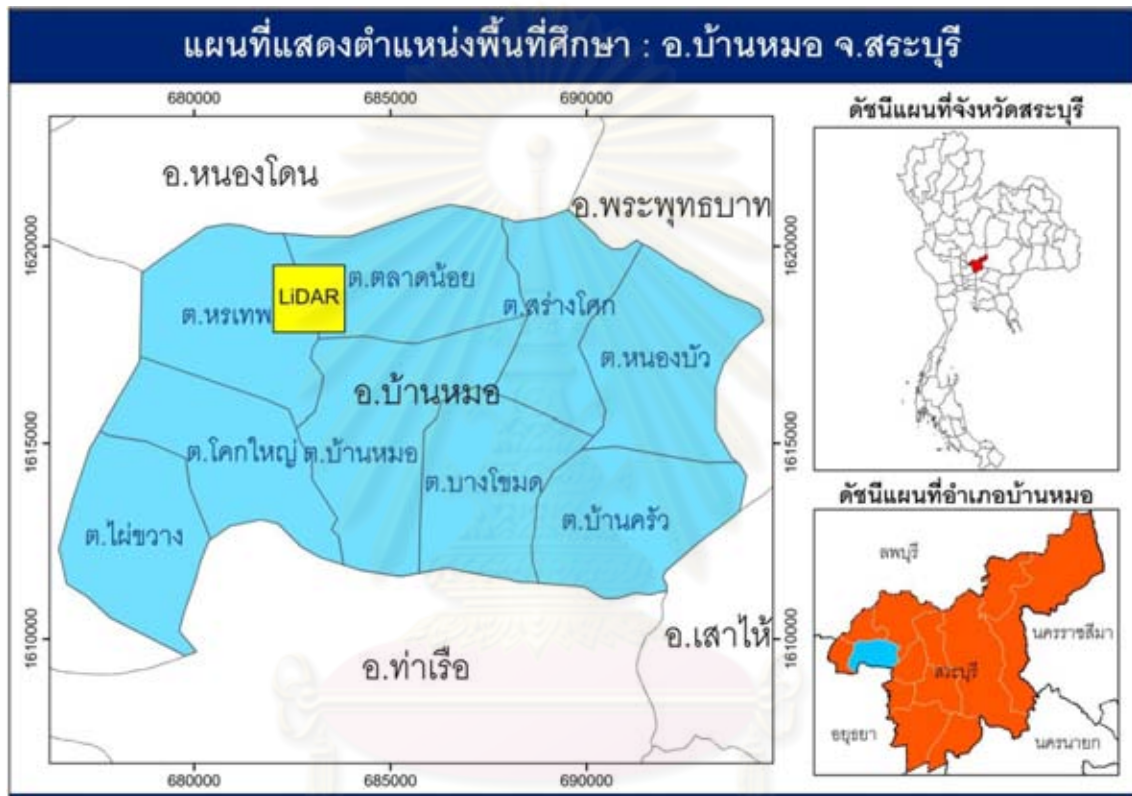 แผนที่แสดงตำแหน่งพื้นที่ศึกษา : อ.บ้านหมอ จ.สระบุรี
680000 685000 690000
อ.หนองโดน
อ.พระพุทธบาท
1620000
1620000
ต.ตลาดน้อย
LiDAR
ต.หรเทพ
ต.สร่างโศก
ต.หนองบัว
อ.บ้านหมอ
1615000
1615000
ต.โคกใหญ่
ต.บ้านหมอ
ต.บางโขมด
ต.บ้านครัว
ต.ไผ่ขวาง
1610000
1610000
อ.เสาไห้
อ.ท่าเรือ
680000 685000 690000
ดัชนีแผนที่จังหวัดสระบุรี
ดัชนีแผนที่อำเภอบ้านหมอ
ลพบุรี
นครราชสีมา
สระบุรี
อยุธยา
นครนายก